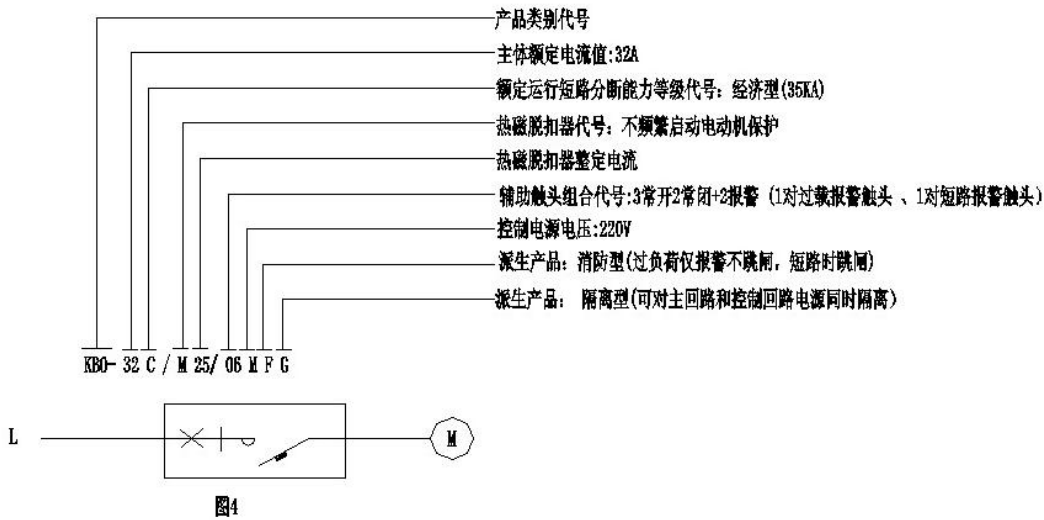 产品类别代号
主体额定电流值:32A
额定运行短路分断能力等级代号：经济型(35KA)
热磁脱扣器代号：不频繁启动电动机保护
热磁脱扣器整定电流
辅助触头组合代号:3常开2常闭+2报警（1对过载报警触头 、1对短路报警触头）
控制电源电压:220V
派生产品：消防型(过负荷仅报警不跳闸，短路时跳闸)
派生产品： 隔离型(可对主回路和控制回路电源同时隔离)
KBO-32 C / M 25/ 06 M F G
L M
图4